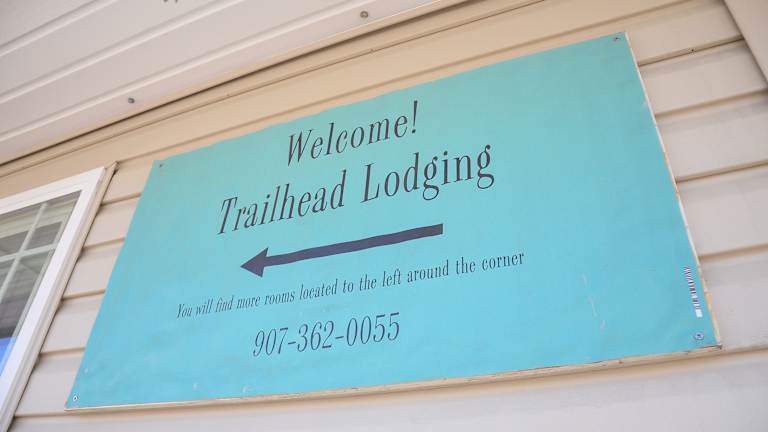 Welcome!
Trailhead Lodging
You will find more rooms located to the left around the corner
907-362-0055